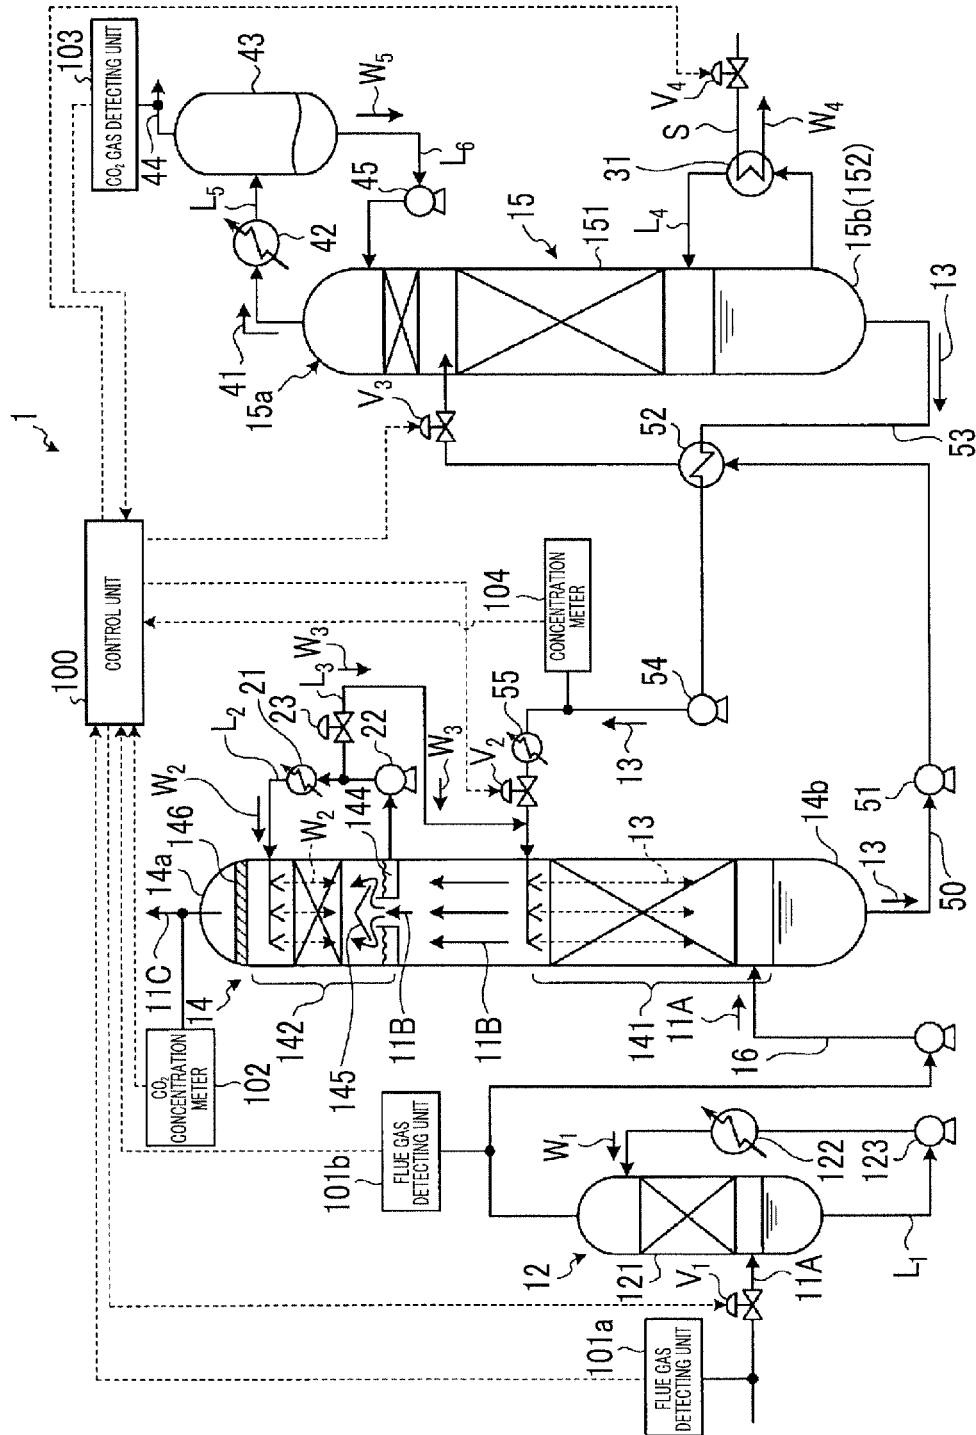 1
100
CONTROL UNIT
103
CO2 GAS DETECTING UNIT
44
43
W5
L5
42
45
L6
41
15a
15
151
V4
S
31
W4
L4
15b(152)
V3
13
52
53
104
CONCENTRATION
METER
54
13
55
V2
W3
W3
L3
23
21
22
L2
W2
W2
144
146
14a
11C
14
142
145
11B
11B
141
11A
13
14b
13
50
51
CO2
CONCENTRATION
METER
102
101b
FLUE GAS
DETECTING UNIT
16
W1
122
123
12
121
L1
V1
11A
101a
FLUE GAS
DETECTING UNIT